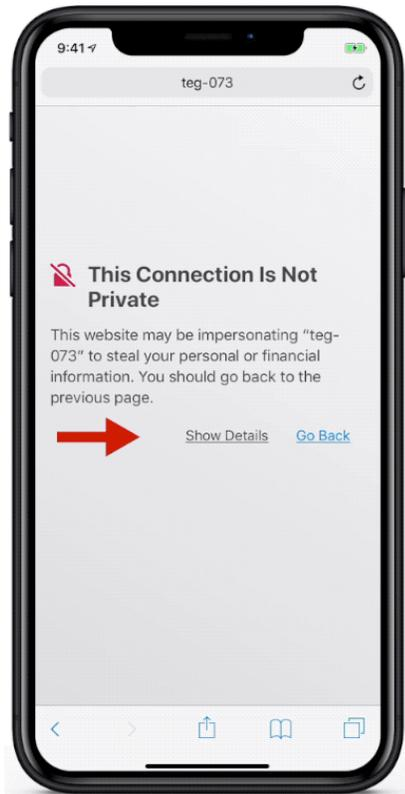 9:41
teg-073
This Connection Is Not
Private
This website may be impersonating “teg-
073” to steal your personal or financial
information. You should go back to the
previous page.
Show Details Go Back